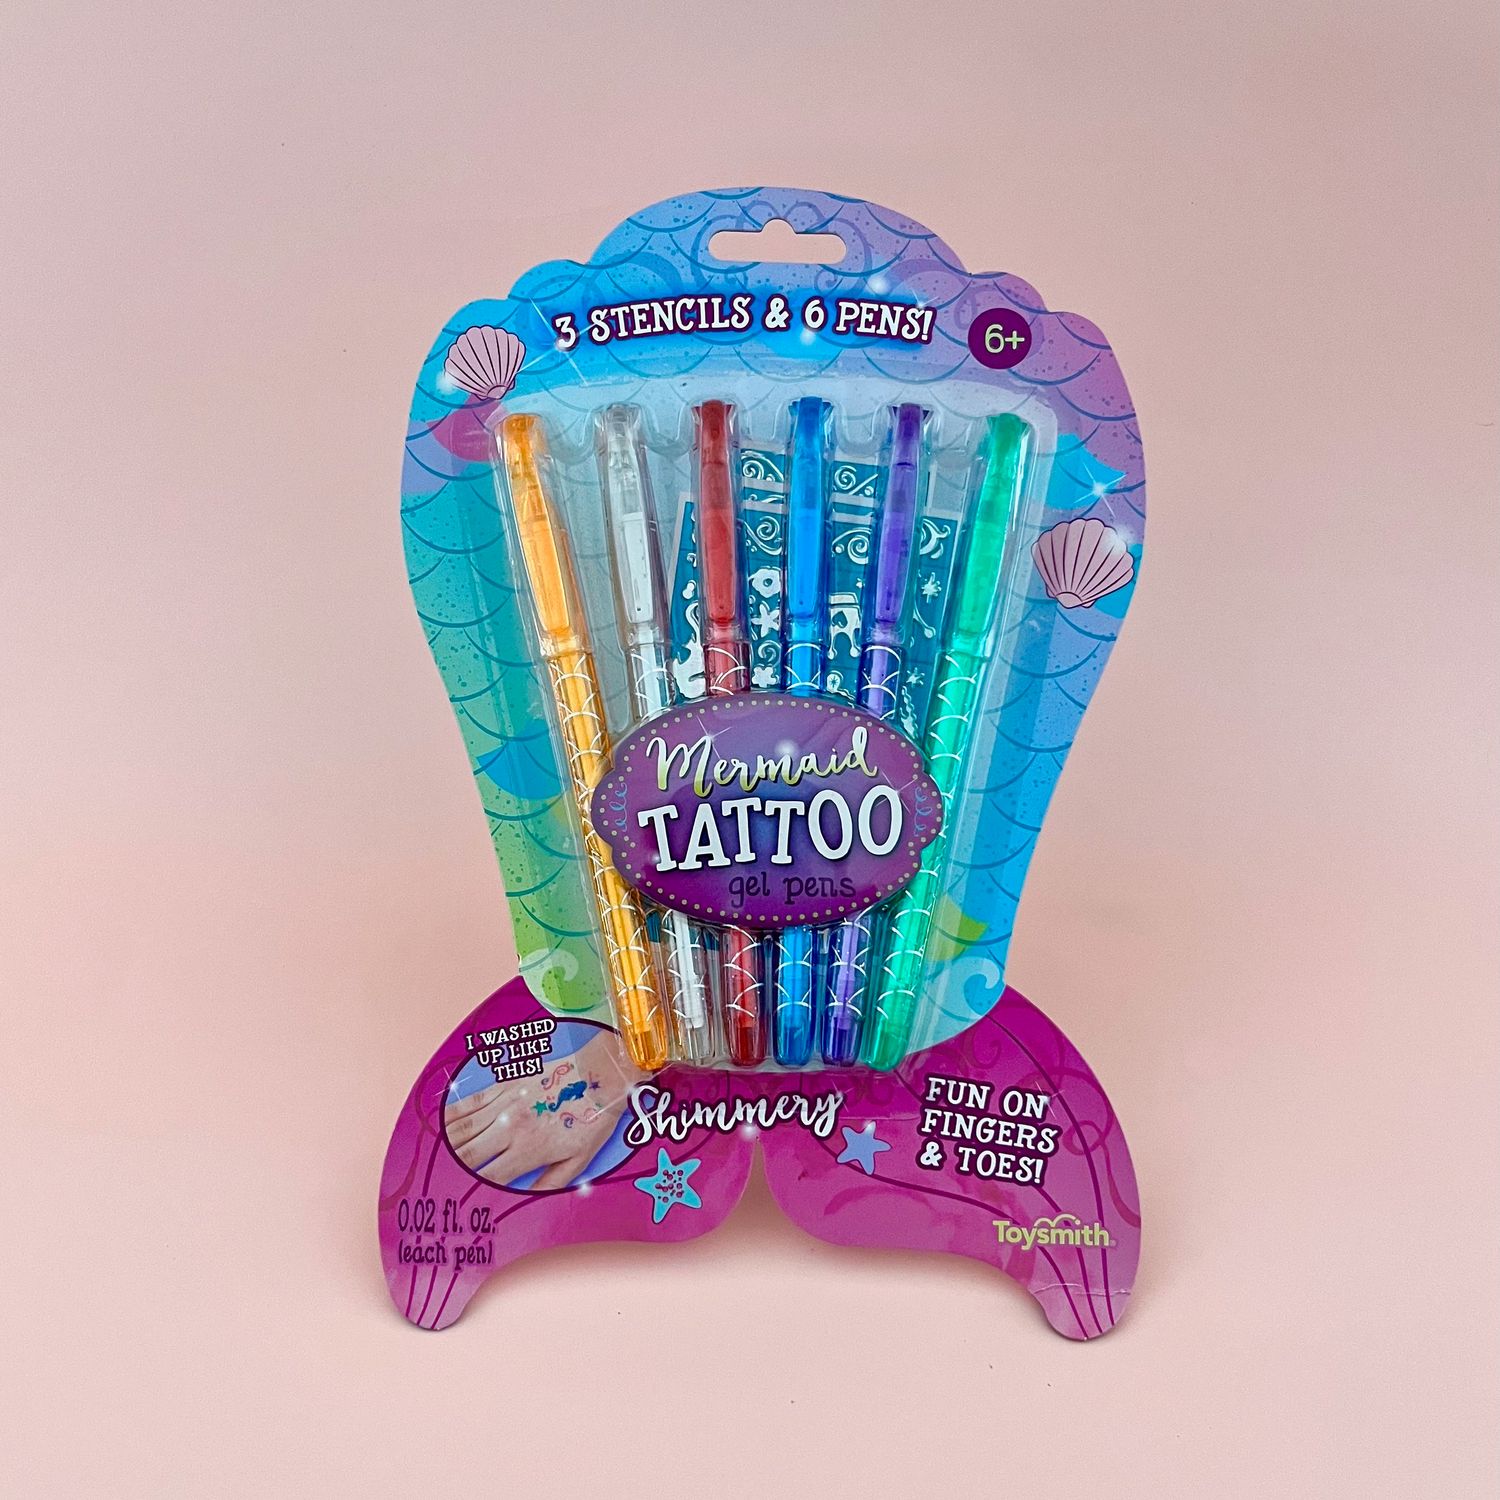 3 STENCILS & 6 PENS!
6+
Mermaid
TATTOO
gel pens
I WASHED
UP LIKE
THIS!
Shimmery
FUN ON
FINGERS
& TOES!
0.02 fl. oz.
(each pen)
Toysmith